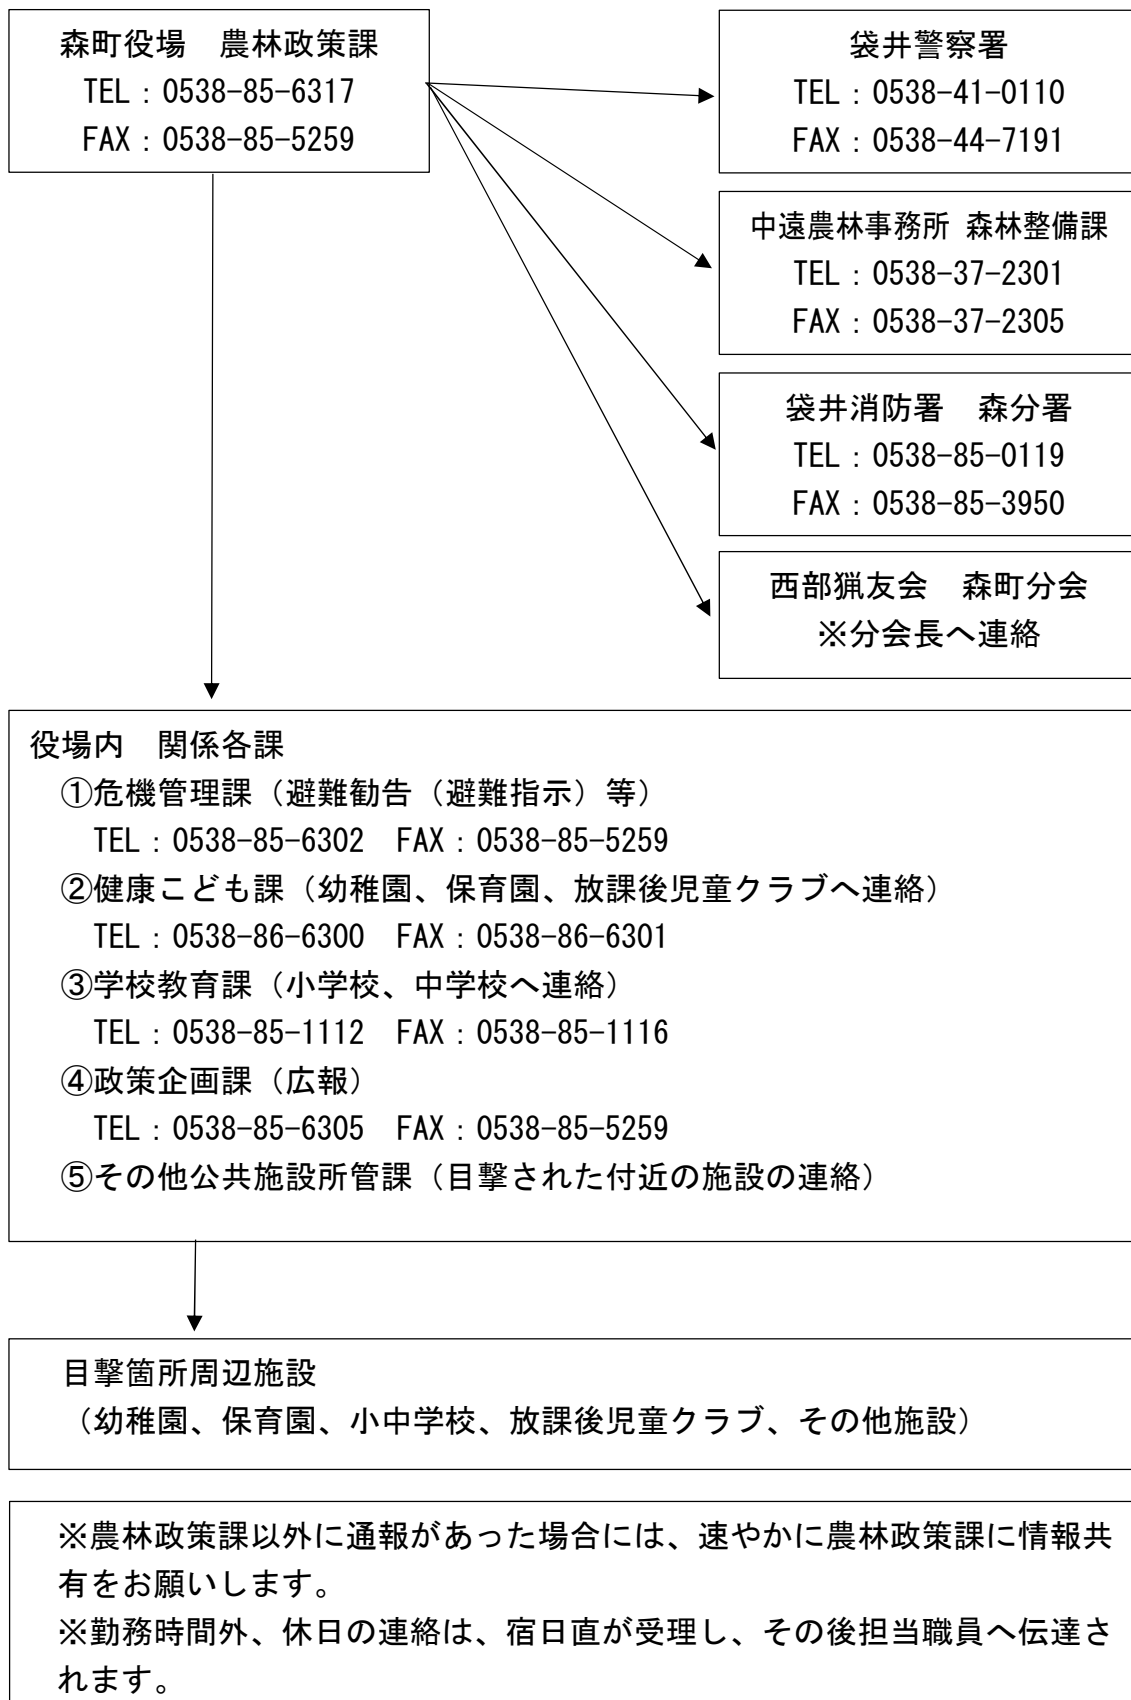 森町役場　農林政策課
TEL：0538-85-6317
FAX：0538-85-5259
袋井警察署
TEL：0538-41-0110
FAX：0538-44-7191
中遠農林事務所 森林整備課
TEL：0538-37-2301
FAX：0538-37-2305
袋井消防署　森分署
TEL：0538-85-0119
FAX：0538-85-3950
西部猟友会　森町分会
※分会長へ連絡
役場内　関係各課
①危機管理課（避難勧告（避難指示）等）
TEL：0538-85-6302　FAX：0538-85-5259
②健康こども課（幼稚園、保育園、放課後児童クラブへ連絡）
TEL：0538-86-6300　FAX：0538-86-6301
③学校教育課（小学校、中学校へ連絡）
TEL：0538-85-1112　FAX：0538-85-1116
④政策企画課（広報）
TEL：0538-85-6305　FAX：0538-85-5259
⑤その他公共施設所管課（目撃された付近の施設の連絡）
目撃箇所周辺施設
（幼稚園、保育園、小中学校、放課後児童クラブ、その他施設）
※農林政策課以外に通報があった場合には、速やかに農林政策課に情報共
有をお願いします。
※勤務時間外、休日の連絡は、宿日直が受理し、その後担当職員へ伝達さ
れます。